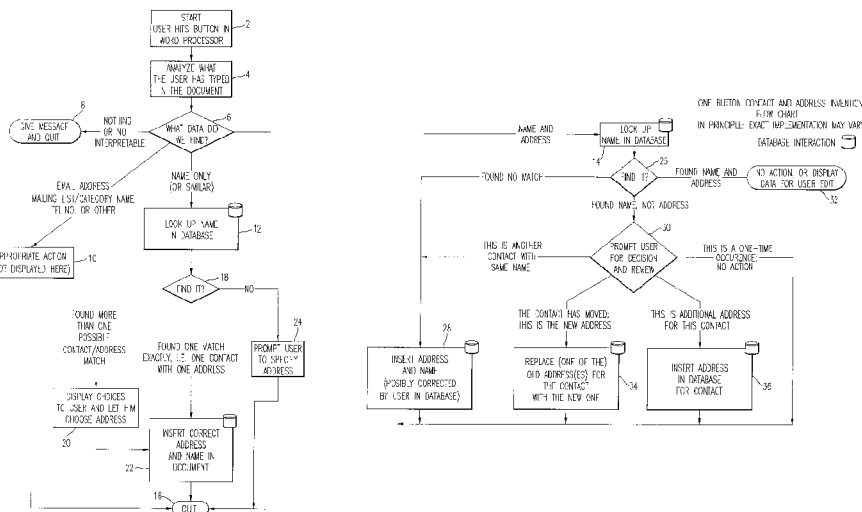 START
USER HITS BUTTON IN
WORD PROCESSOR
2
ANALYZE WHAT
THE USER HAS TYPED
IN THE DOCUMENT
4
6
WHAT DATA DID
WE FIND?
8
GIVE MESSAGE
AND QUIT
NOTHING
OR NO
INTERPRETABLE
EMAIL ADDRESS
MAILING LIST/CATEGORY NAME
TEL NO. OR OTHER
PROPRIATE ACTION
OT DISPLAYED HERE)
10
NAME ONLY
(OR SIMILAR)
LOOK UP NAME
IN DATABASE
12
FIND IT?
18
NO
24
PROMPT USER
TO SPECIFY
ADDRESS
FOUND MORE
THAN ONE
POSSIBLE
CONTACT/ADDRESS
MATCH
FOUND ONE MATCH
EXACTLY, I.E. ONE CONTACT
WITH ONE ADDRESS
DISPLAY CHOICES
TO USER AND LET HIM
CHOOSE ADDRESS
20
INSERT CORRECT
ADDRESS
AND NAME IN
DOCUMENT
22
16
QUIT
ONE BUTTON CONTACT AND ADDRESS INVENTION
FLOW CHART
IN PRINCIPLE: EXACT IMPLEMENTATION MAY VARY
DATABASE INTERACTION
NAME AND
ADDRESS
LOOK UP
NAME IN DATABASE
14
26
FIND IT?
FOUND NO MATCH
FOUND NAME AND
ADDRESS
NO ACTION, OR DISPLAY
DATA FOR USER EDIT
32
FOUND NAME, NOT ADDRESS
30
PROMPT USER
FOR DECISION
AND REVIEW
THIS IS ANOTHER
CONTACT WITH
SAME NAME
THIS IS A ONE-TIME
OCCURENCE:
NO ACTION
THE CONTACT HAS MOVED:
THIS IS THE NEW ADDRESS
THIS IS ADDITIONAL ADDRESS
FOR THIS CONTACT
28
INSERT ADDRESS
AND NAME
(POSIBLY CORRECTED
BY USER IN DATABASE)
REPLACE (ONE OF THE)
OLD ADDRESS(ES) FOR
THE CONTACT
WITH THE NEW ONE
34
INSERT ADDRESS
IN DATABASE
FOR CONTACT
36